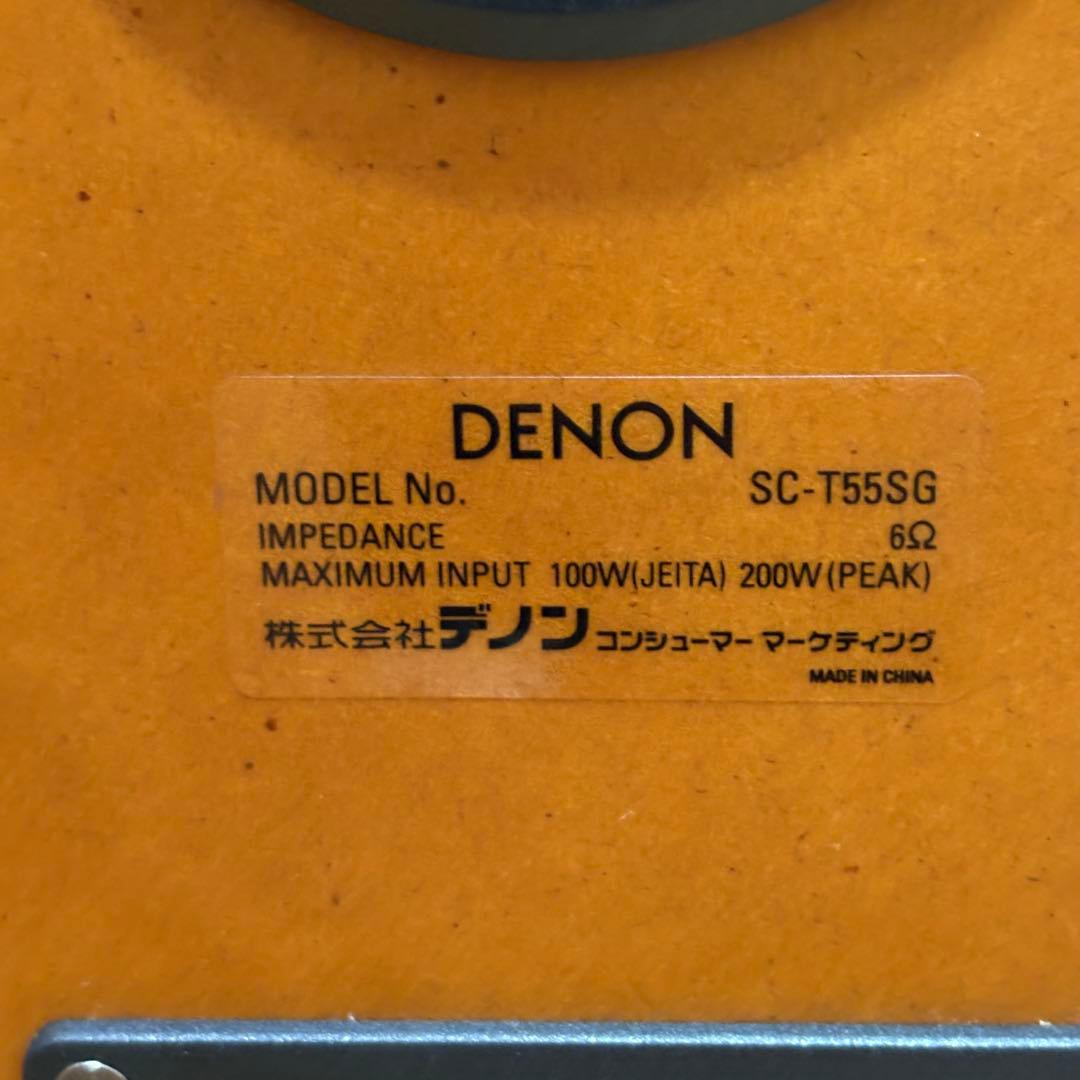 DENON
MODEL No. SC-T55SG
IMPEDANCE 6Ω
MAXIMUM INPUT 100W(JEITA) 200W(PEAK)
株式会社デノン コンシューマー マーケティング
MADE IN CHINA